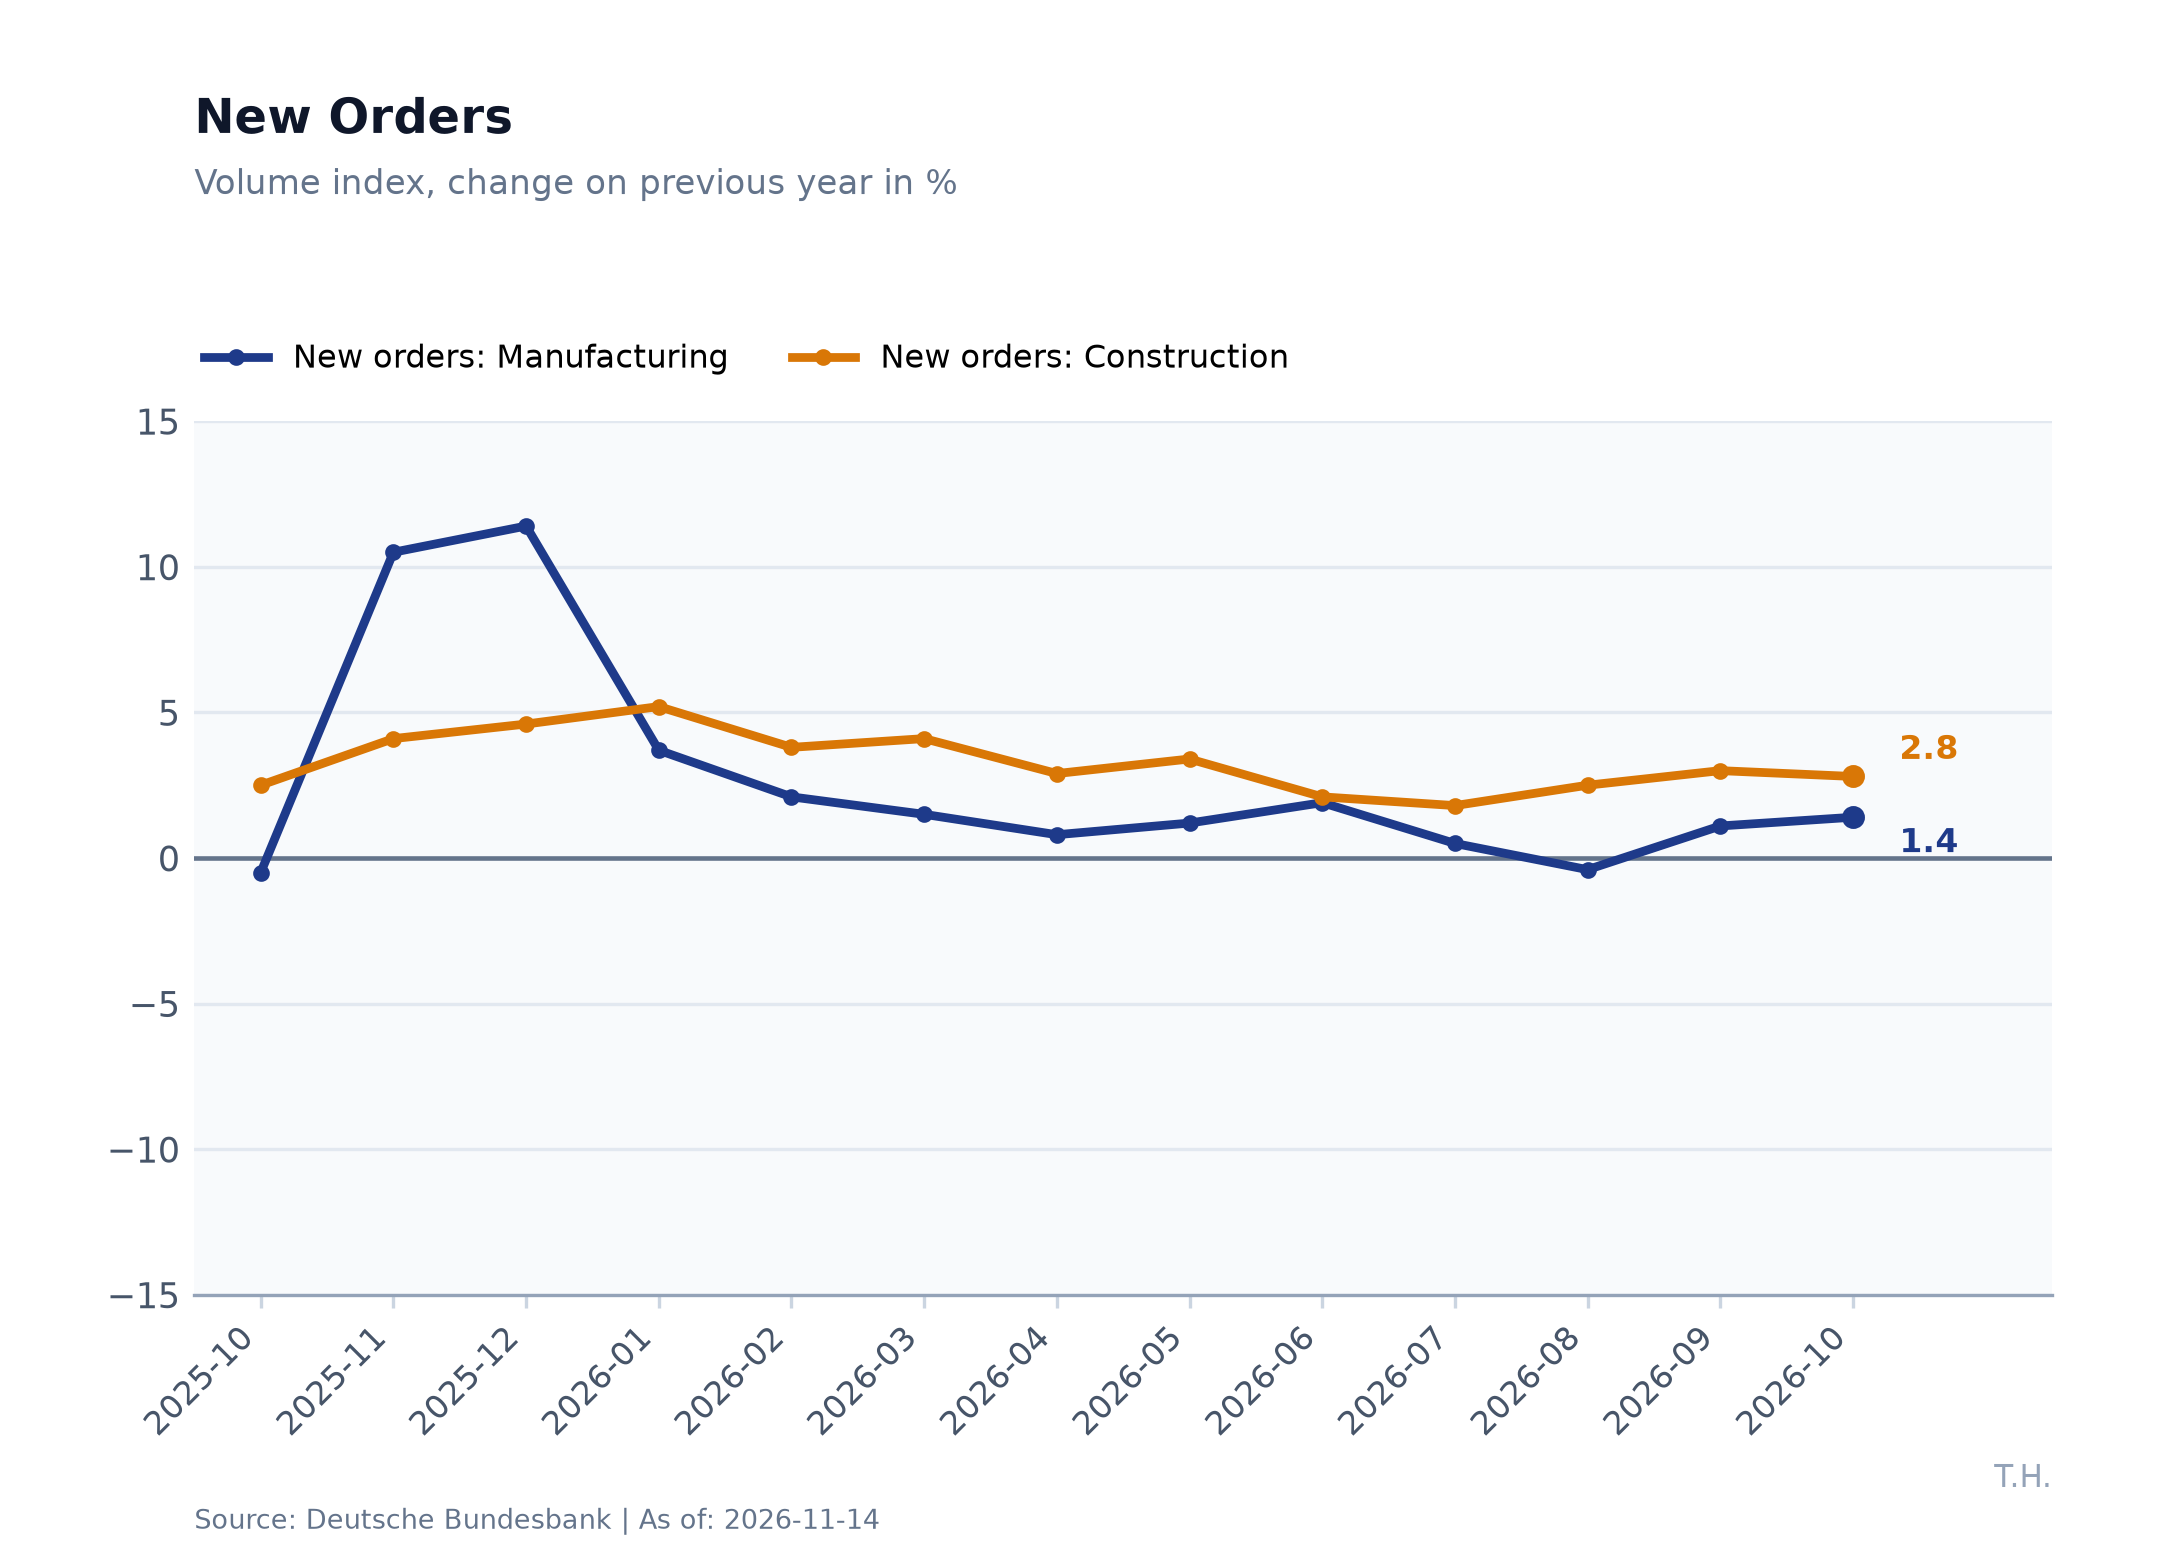 New Orders
Volume index, change on previous year in %
New orders: Manufacturing New orders: Construction
15
10
5
0
−5
−10
−15
2.8
1.4
2025-10 2025-11 2025-12 2026-01 2026-02 2026-03 2026-04 2026-05 2026-06 2026-07 2026-08 2026-09 2026-10
T.H.
Source: Deutsche Bundesbank | As of: 2026-11-14